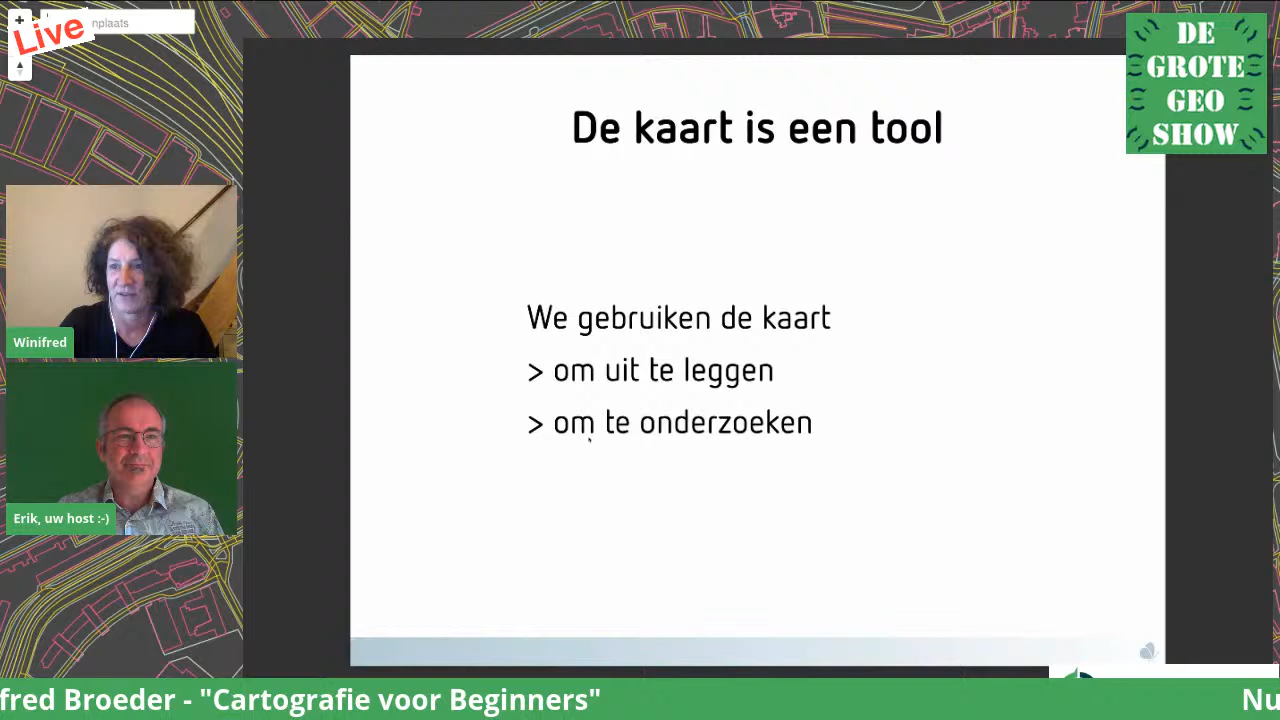 Live
nplaats
DE
GROTE
GEO
SHOW
De kaart is een tool
We gebruiken de kaart
> om uit te leggen
> om te onderzoeken
Winifred
Erik, uw host :-)
fred Broeder - "Cartografie voor Beginners"
Nu